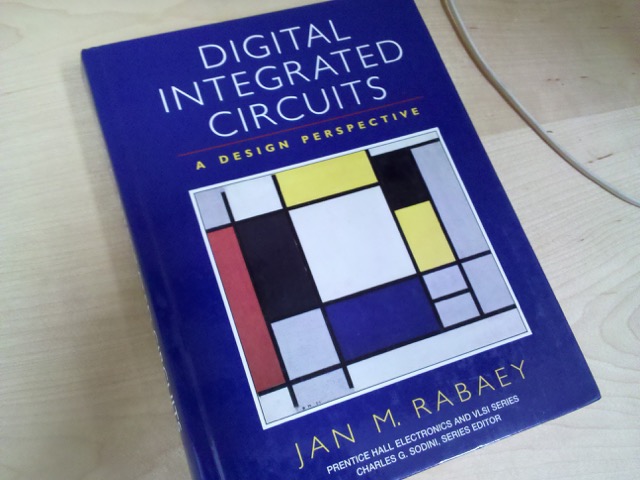 DIGITAL
INTEGRATED
CIRCUITS
A DESIGN PERSPECTIVE
JAN M. RABAEY
PRENTICE HALL ELECTRONICS AND VLSI SERIES
CHARLES G. SODINI, SERIES EDITOR